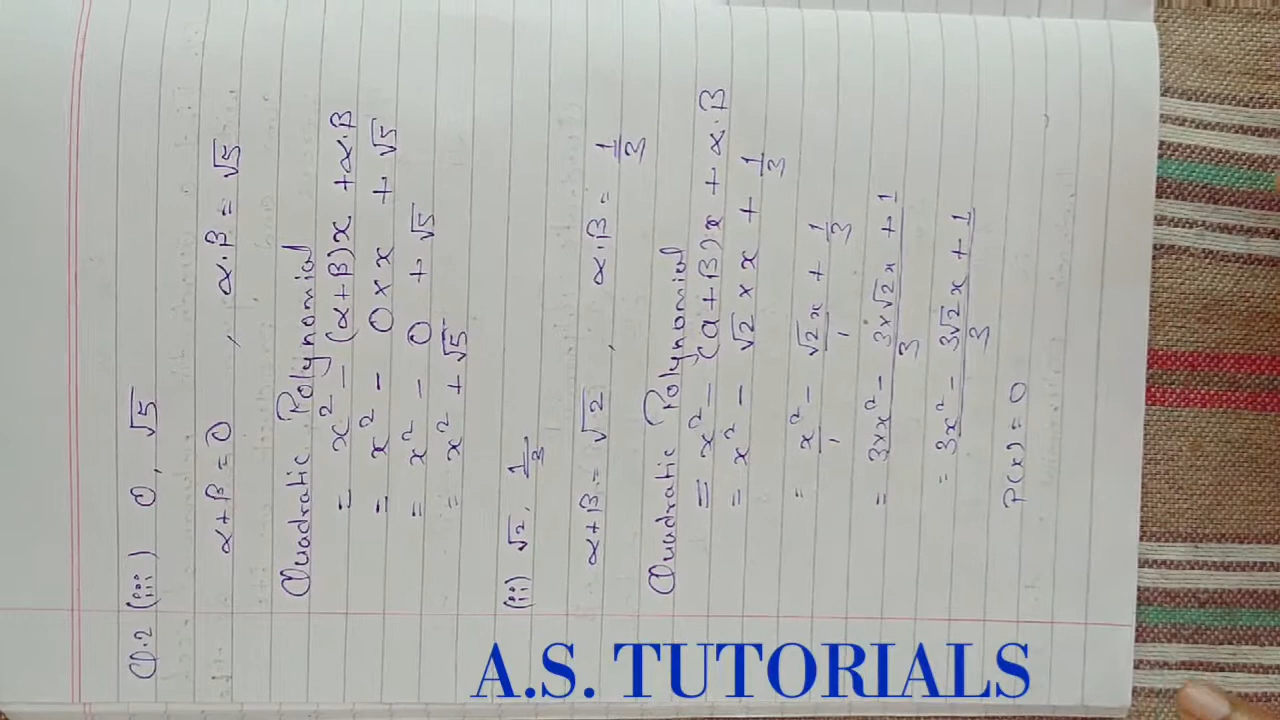 Q.2 (iii) 0, √5
α+β = 0 , α.β = √5
Quadratic Polynomial
= x² - (α+β)x + α.β
= x² - 0×x + √5
= x² - 0 + √5
= x² + √5
(ii) √2, 1/3
α+β = √2 , α.β = 1/3
Quadratic Polynomial
= x² - (α+β)x + α.β
= x² - √2×x + 1/3
= x²/1 - √2x/1 + 1/3
= 3×x² - 3×√2x + 1/3
= 3x² - 3√2x + 1/3
P(x) = 0
A.S. TUTORIALS